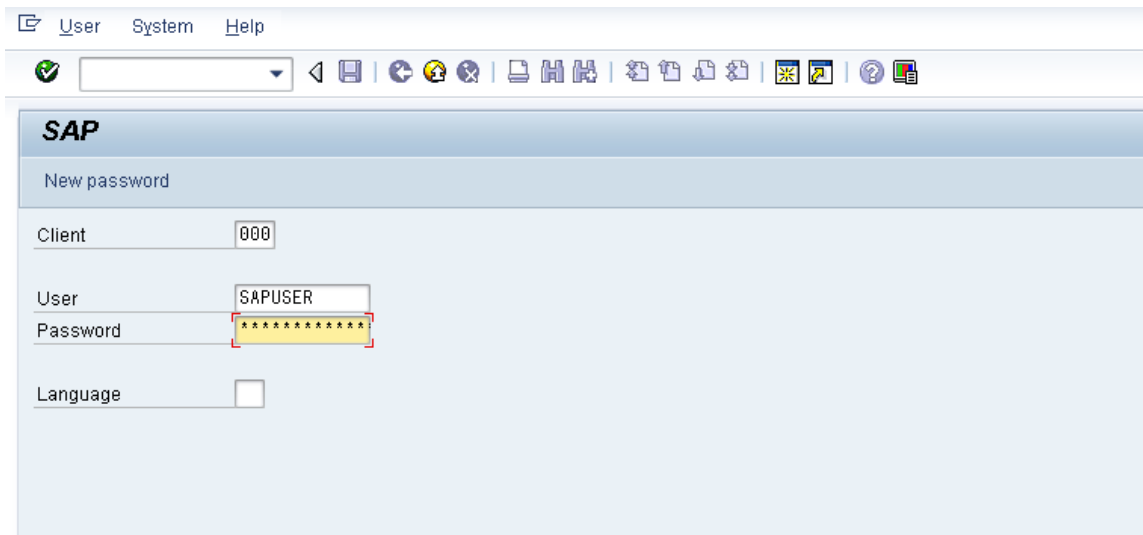 User System Help
SAP
New password
Client 000
User SAPUSER
Password ************
Language